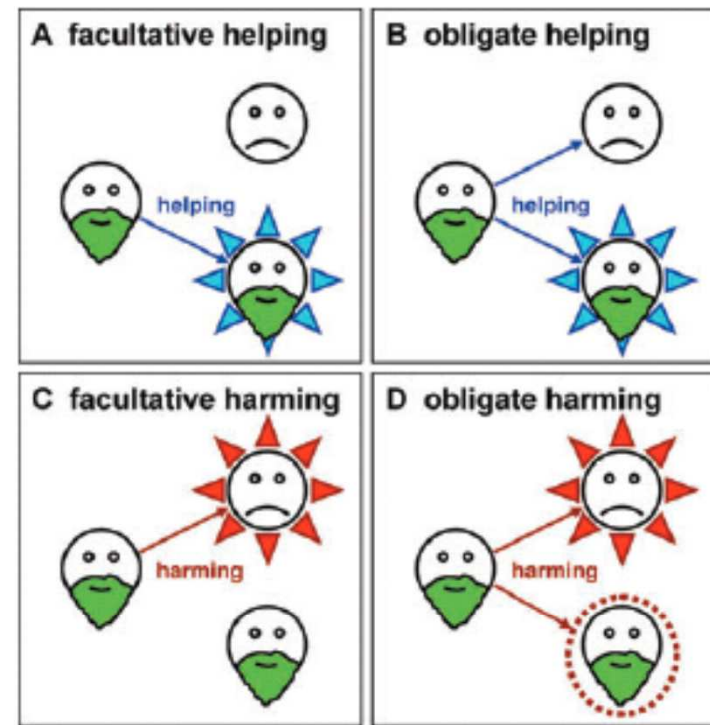 A facultative helping
helping
B obligate helping
helping
C facultative harming
harming
D obligate harming
harming